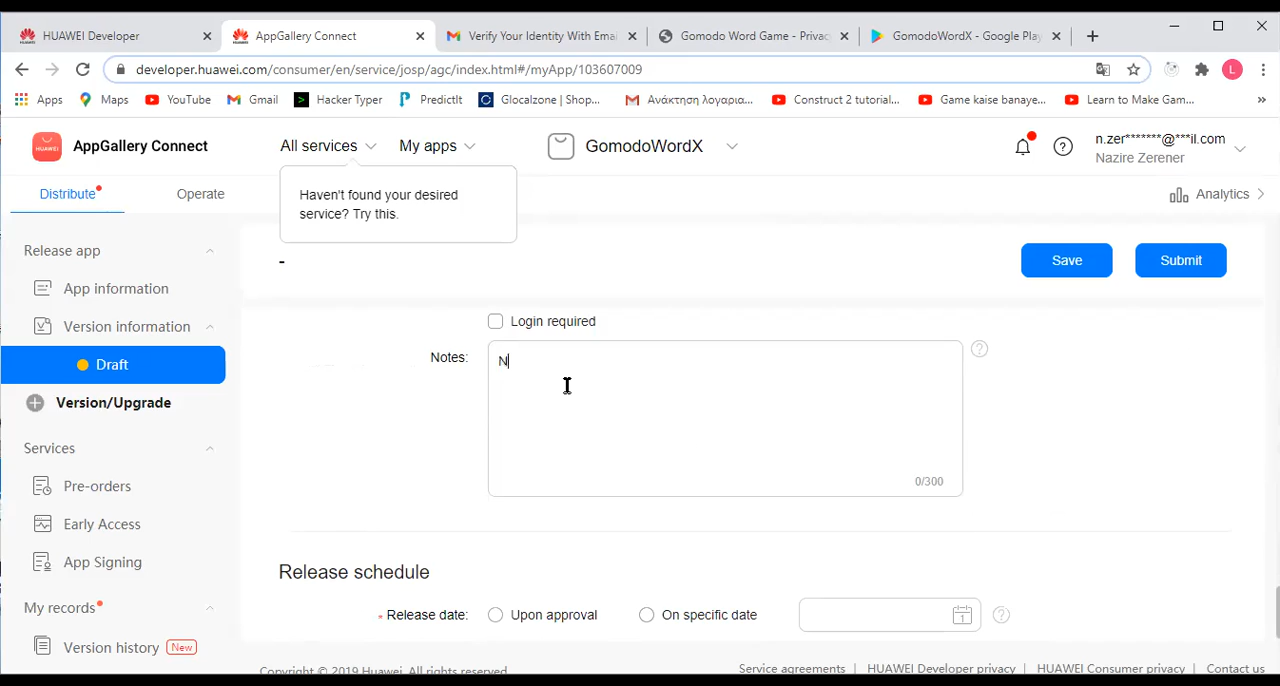 HUAWEI Developer
AppGallery Connect
Verify Your Identity With Emai
Gomodo Word Game - Privac
GomodoWordX - Google Play
developer.huawei.com/consumer/en/service/josp/agc/index.html#/myApp/103607009
L
Apps
Maps
YouTube
Gmail
Hacker Typer
PredictIt
Glocalzone | Shop...
Ανάκτηση λογαρια...
Construct 2 tutorial...
Game kaise banaye...
Learn to Make Gam...
»
HUAWEI
AppGallery Connect
All services
My apps
GomodoWordX
n.zer*******@***il.com
Nazire Zerener
Distribute
Operate
Haven't found your desired
service? Try this.
Analytics
Release app
-
Save
Submit
App information
Version information
Draft
Version/Upgrade
Login required
Notes:
N
0/300
Services
Pre-orders
Early Access
App Signing
My records
Version history New
Release schedule
* Release date:
Upon approval
On specific date
1
Copyright © 2019 Huawei. All rights reserved.
Service agreements
HUAWEI Developer privacy
HUAWEI Consumer privacy
Contact us